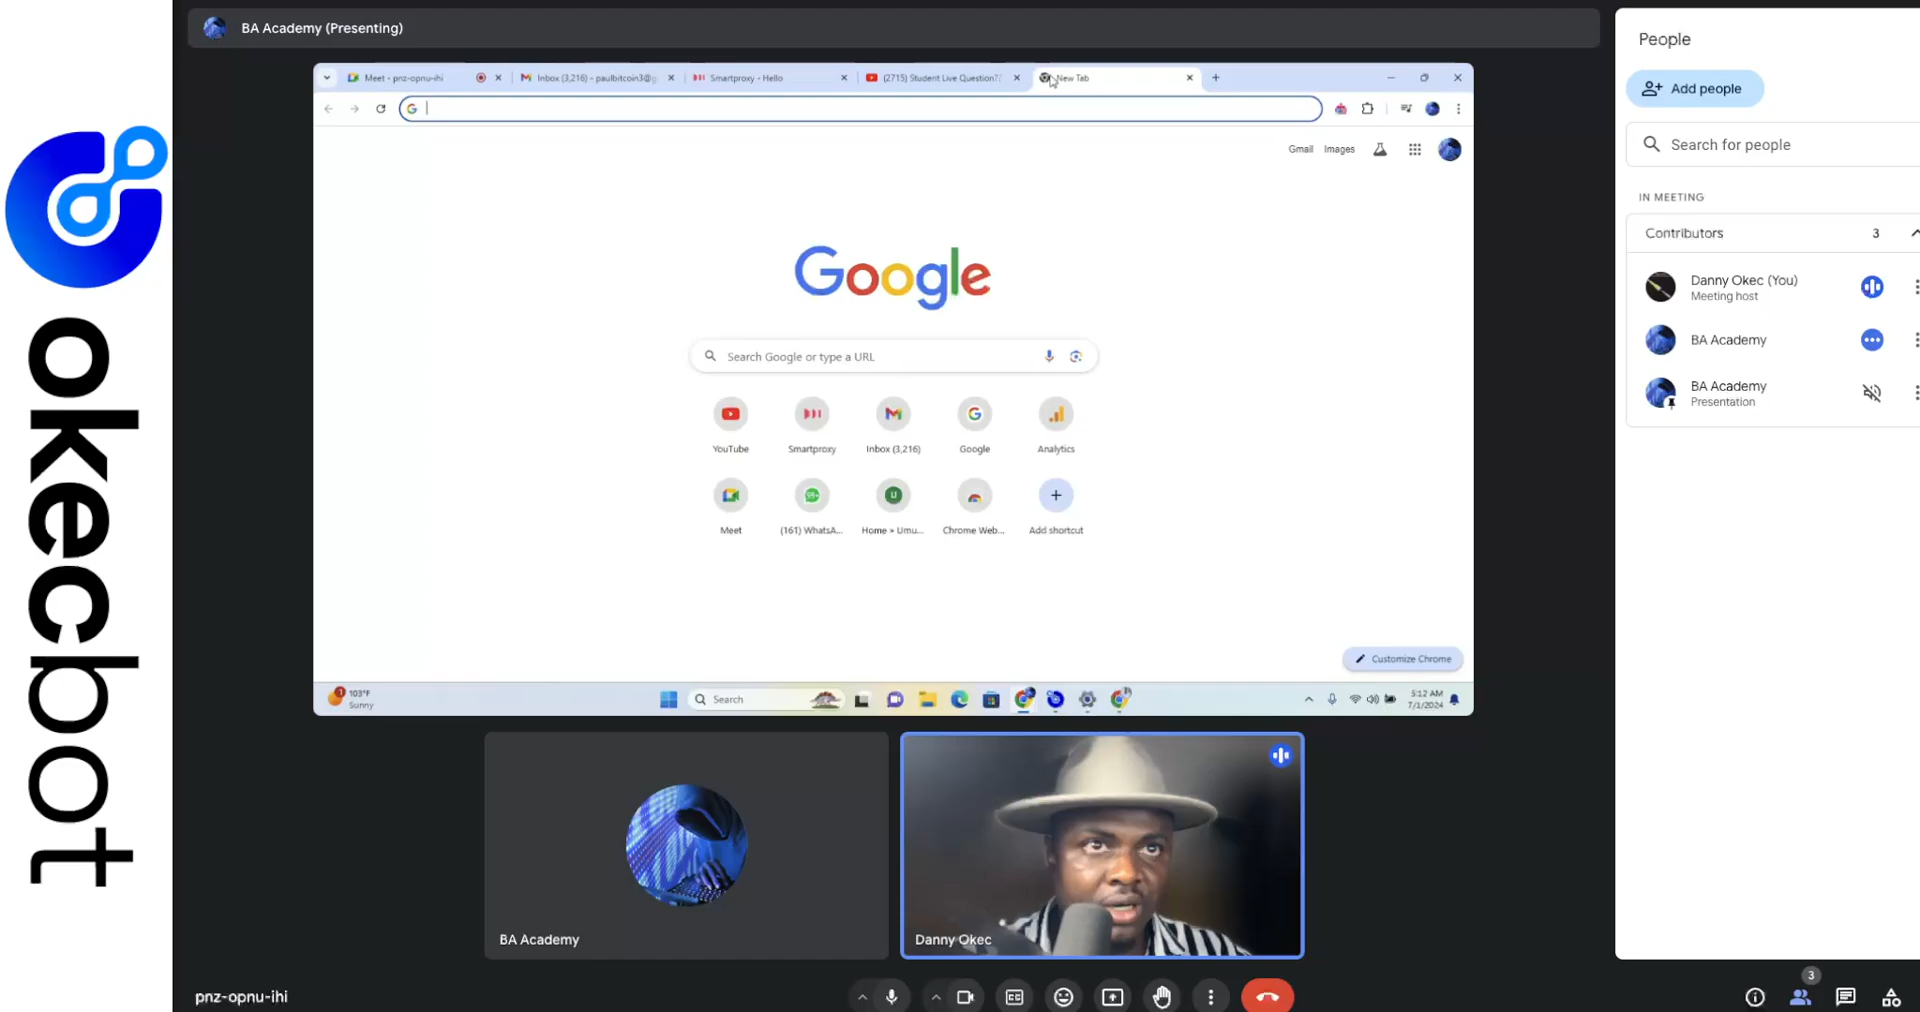 okecbot
BA Academy (Presenting)
Meet - pnz-opnu-ihi
Inbox (3,216) - paulbitcoin3@g
Smartproxy - Hello
(2715) Student Live Question??
New Tab
Gmail
Images
Google
Search Google or type a URL
YouTube
Smartproxy
Inbox (3,216)
Google
Analytics
Meet
(161) WhatsA...
Home » Umu...
Chrome Web...
Add shortcut
Customize Chrome
1
103°F
Sunny
Search
5:12 AM
7/1/2024
BA Academy
Danny Okec
pnz-opnu-ihi
People
Add people
Search for people
IN MEETING
Contributors
3
Danny Okec (You)
Meeting host
BA Academy
BA Academy
Presentation
3